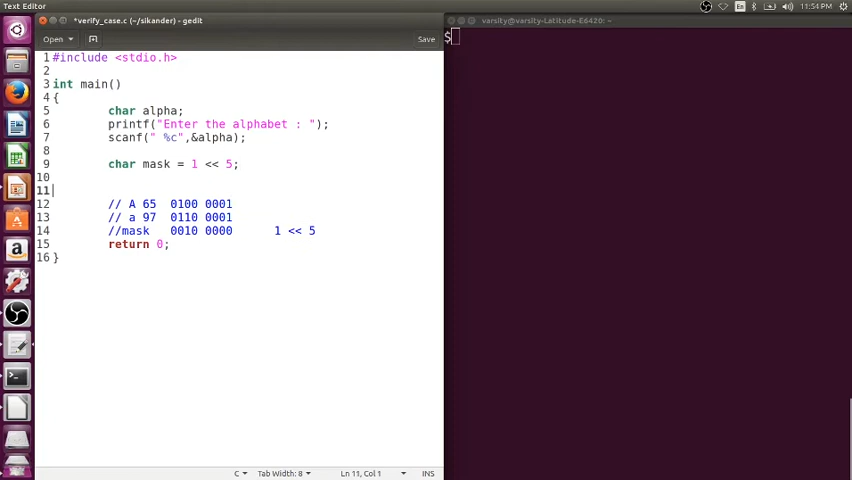 Text Editor
En
11:54 PM
*verify_case.c (~/sikander) - gedit
varsity@varsity-Latitude-E6420: ~
Open
Save
$
1 #include <stdio.h>
2
3 int main()
4 {
5 char alpha;
6 printf("Enter the alphabet : ");
7 scanf(" %c",&alpha);
8
9 char mask = 1 << 5;
10
11
12 // A 65 0100 0001
13 // a 97 0110 0001
14 //mask 0010 0000 1 << 5
15 return 0;
16 }
C Tab Width: 8 Ln 11, Col 1 INS